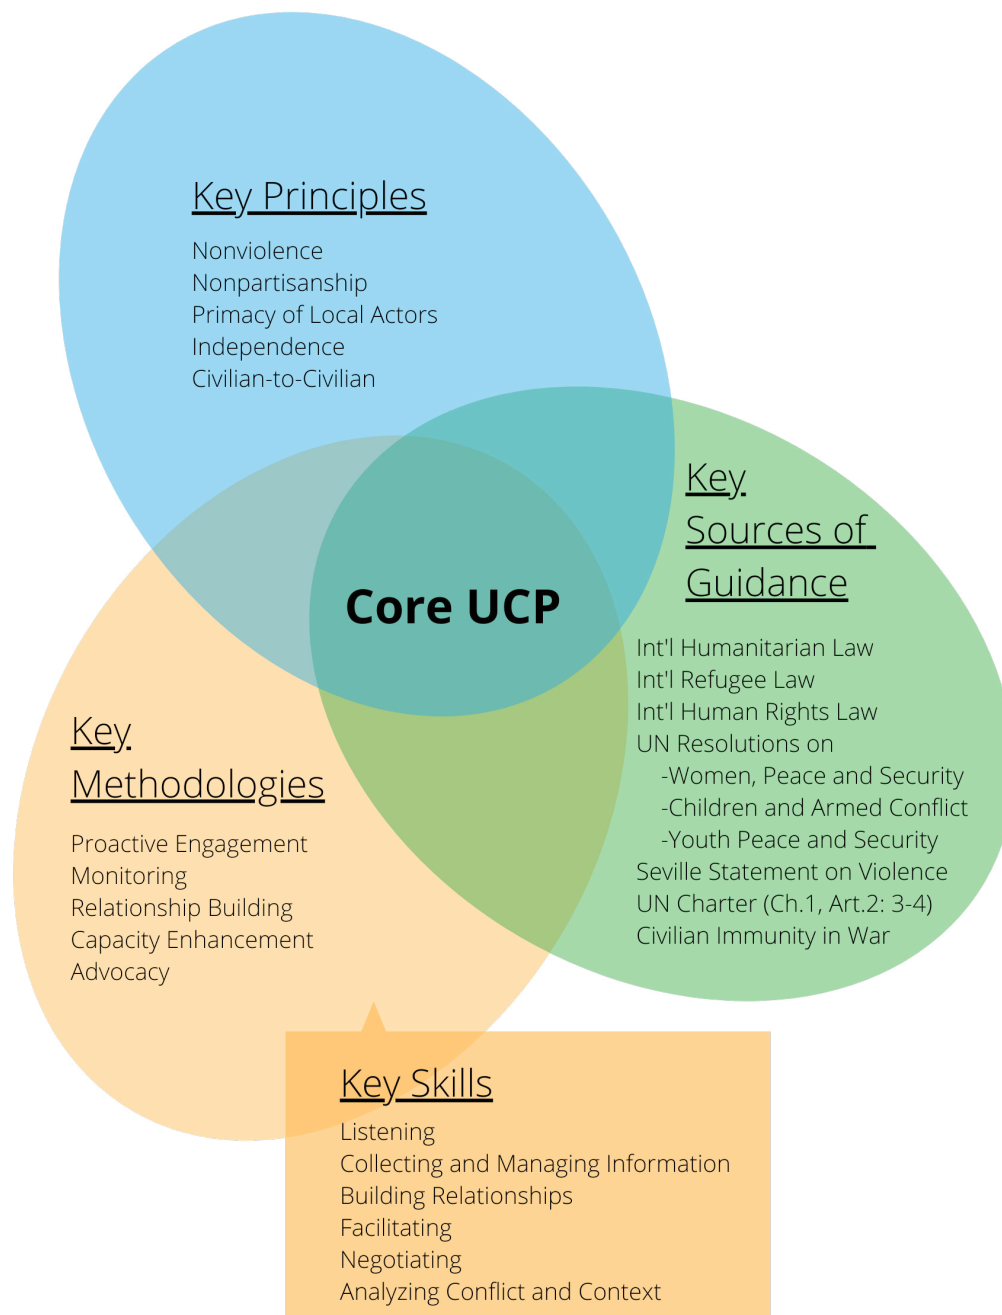 Key Principles
Nonviolence
Nonpartisanship
Primacy of Local Actors
Independence
Civilian-to-Civilian
Key
Sources of
Guidance
Int'l Humanitarian Law
Int'l Refugee Law
Int'l Human Rights Law
UN Resolutions on
-Women, Peace and Security
-Children and Armed Conflict
-Youth Peace and Security
Seville Statement on Violence
UN Charter (Ch.1, Art.2: 3-4)
Civilian Immunity in War
Core UCP
Key
Methodologies
Proactive Engagement
Monitoring
Relationship Building
Capacity Enhancement
Advocacy
Key Skills
Listening
Collecting and Managing Information
Building Relationships
Facilitating
Negotiating
Analyzing Conflict and Context